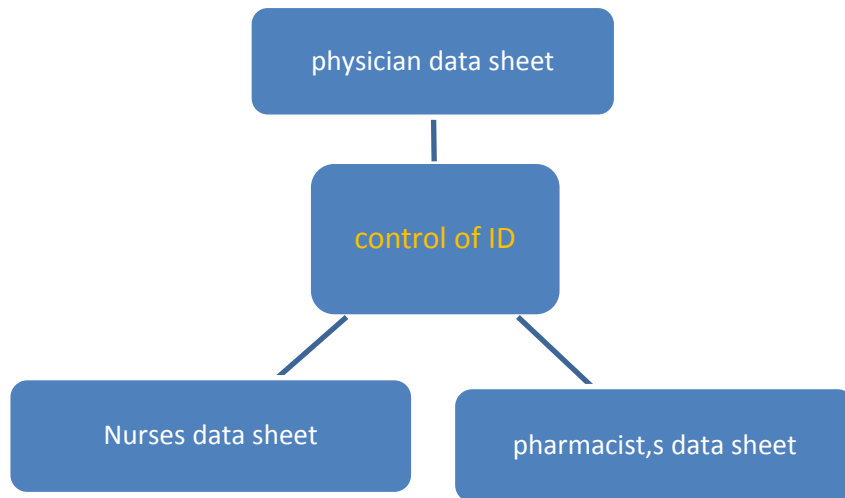 physician data sheet
control of ID
Nurses data sheet
pharmacist,s data sheet